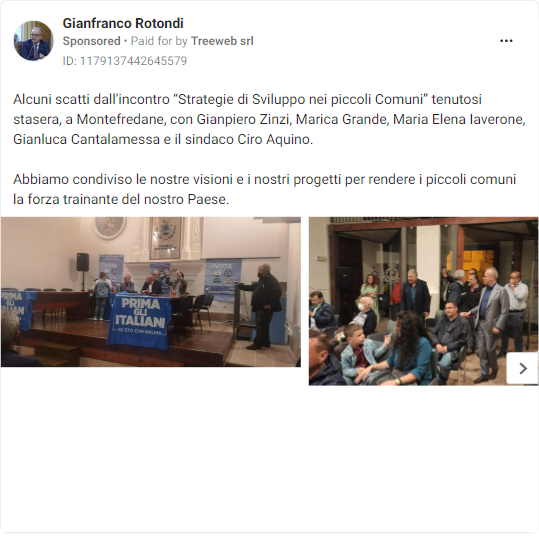 Gianfranco Rotondi
Sponsored • Paid for by Treeweb srl
ID: 1179137442645579
Alcuni scatti dall'incontro “Strategie di Sviluppo nei piccoli Comuni” tenutosi
stasera, a Montefredane, con Gianpiero Zinzi, Marica Grande, Maria Elena Iaverone,
Gianluca Cantalamessa e il sindaco Ciro Aquino.
Abbiamo condiviso le nostre visioni e i nostri progetti per rendere i piccoli comuni
la forza trainante del nostro Paese.
VOTA
PRIMA
GLI
ITALIANI